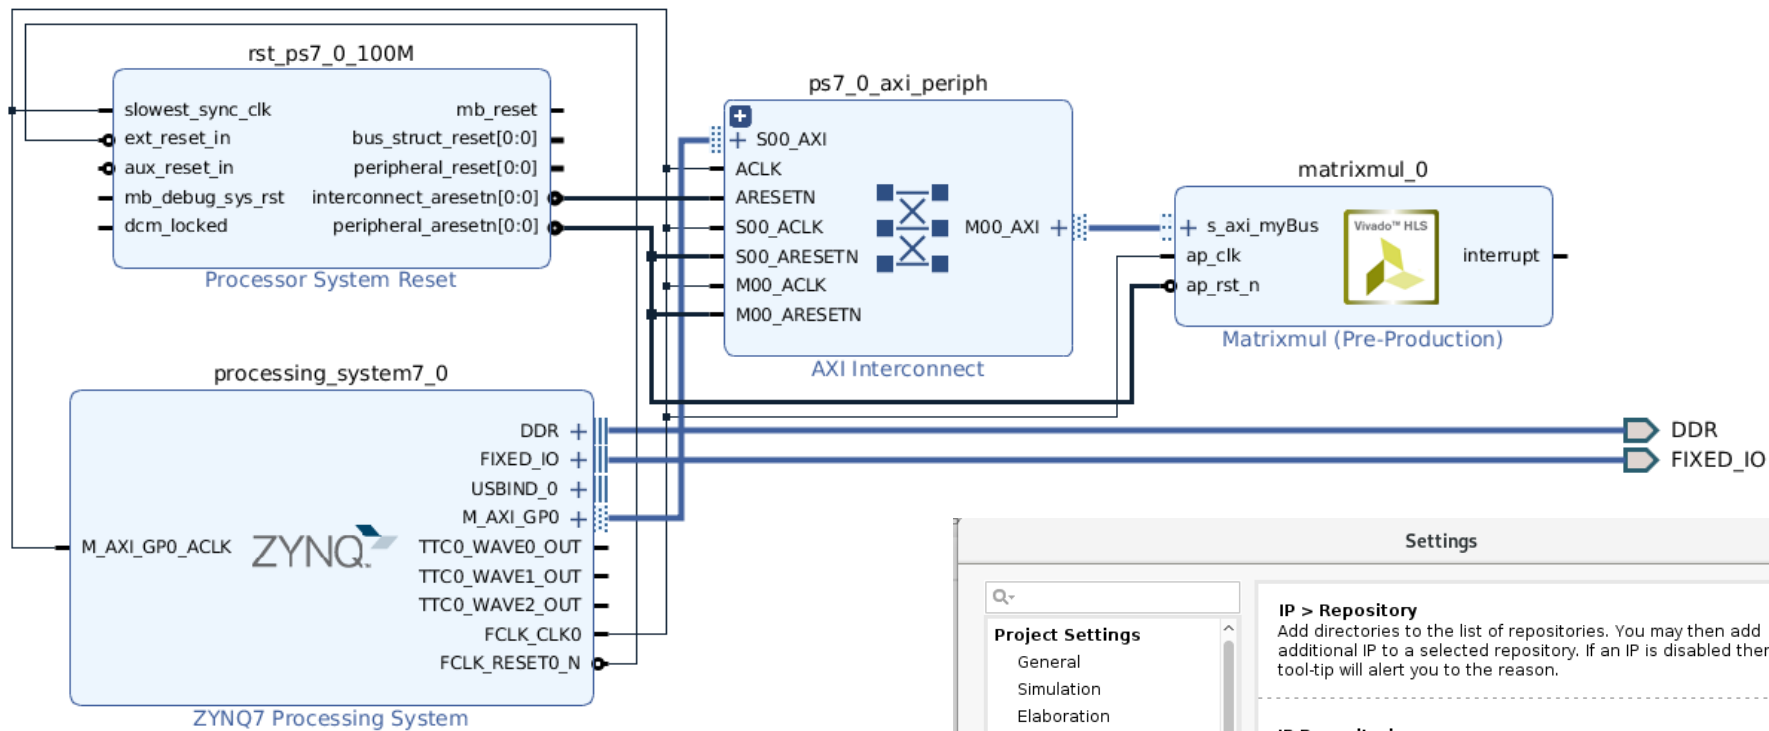 rst_ps7_0_100M
slowest_sync_clk
ext_reset_in
aux_reset_in
mb_debug_sys_rst
dcm_locked
mb_reset
bus_struct_reset[0:0]
peripheral_reset[0:0]
interconnect_aresetn[0:0]
peripheral_aresetn[0:0]
Processor System Reset
ps7_0_axi_periph
S00_AXI
ACLK
ARESETN
S00_ACLK
S00_ARESETN
M00_ACLK
M00_ARESETN
M00_AXI
AXI Interconnect
matrixmul_0
s_axi_myBus
ap_clk
ap_rst_n
Vivado™ HLS
interrupt
Matrixmul (Pre-Production)
processing_system7_0
M_AXI_GP0_ACLK
ZYNQ
DDR
FIXED_IO
USBIND_0
M_AXI_GP0
TTC0_WAVE0_OUT
TTC0_WAVE1_OUT
TTC0_WAVE2_OUT
FCLK_CLK0
FCLK_RESET0_N
ZYNQ7 Processing System
DDR
FIXED_IO
Settings
Project Settings
General
Simulation
Elaboration
IP > Repository
Add directories to the list of repositories. You may then add
additional IP to a selected repository. If an IP is disabled
tool-tip will alert you to the reason.